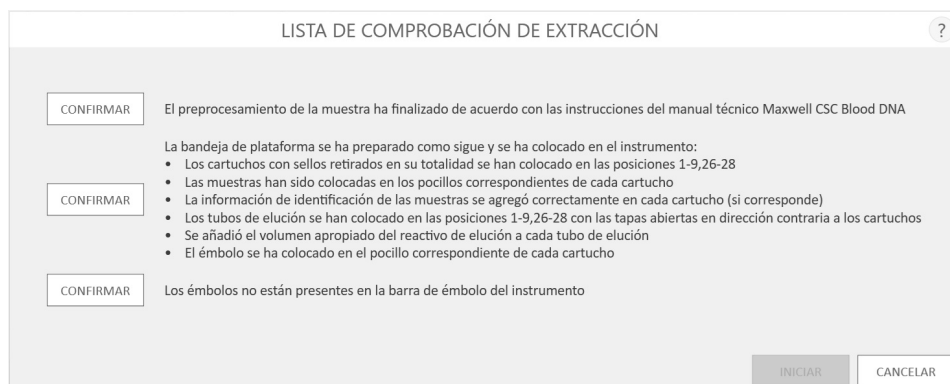 LISTA DE COMPROBACIÓN DE EXTRACCIÓN
?
CONFIRMAR
El preprocesamiento de la muestra ha finalizado de acuerdo con las instrucciones del manual técnico Maxwell CSC Blood DNA
La bandeja de plataforma se ha preparado como sigue y se ha colocado en el instrumento:
• Los cartuchos con sellos retirados en su totalidad se han colocado en las posiciones 1-9,26-28
• Las muestras han sido colocadas en los pocillos correspondientes de cada cartucho
CONFIRMAR
• La información de identificación de las muestras se agregó correctamente en cada cartucho (si corresponde)
• Los tubos de elución se han colocado en las posiciones 1-9,26-28 con las tapas abiertas en dirección contraria a los cartuchos
• Se añadió el volumen apropiado del reactivo de elución a cada tubo de elución
• El émbolo se ha colocado en el pocillo correspondiente de cada cartucho
CONFIRMAR
Los émbolos no están presentes en la barra de émbolo del instrumento
INICIAR
CANCELAR